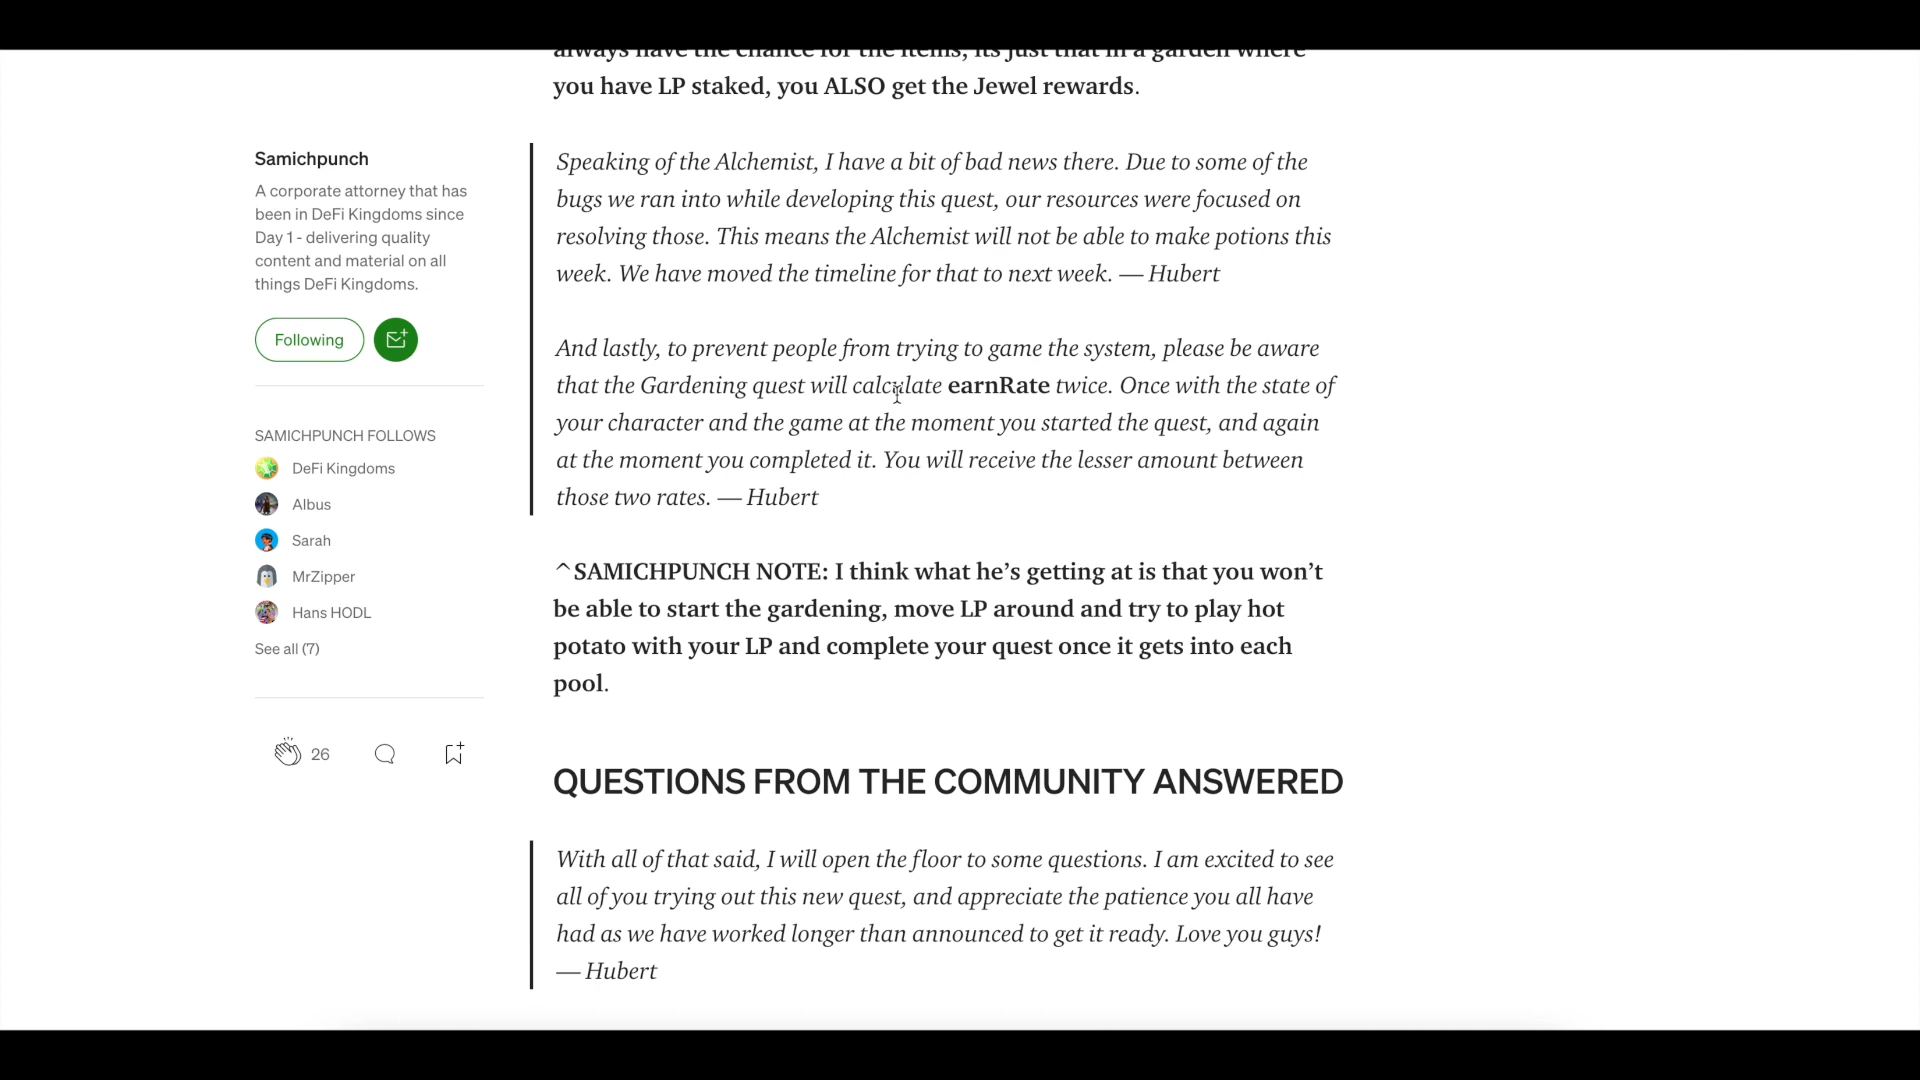 always have the chance for the items, its just that in a garden where
you have LP staked, you ALSO get the Jewel rewards.
Samichpunch
A corporate attorney that has
been in DeFi Kingdoms since
Day 1 - delivering quality
content and material on all
things DeFi Kingdoms.
Following
SAMICHPUNCH FOLLOWS
DeFi Kingdoms
Albus
Sarah
MrZipper
Hans HODL
See all (7)
26
Speaking of the Alchemist, I have a bit of bad news there. Due to some of the
bugs we ran into while developing this quest, our resources were focused on
resolving those. This means the Alchemist will not be able to make potions this
week. We have moved the timeline for that to next week. — Hubert
And lastly, to prevent people from trying to game the system, please be aware
that the Gardening quest will calculate earnRate twice. Once with the state of
your character and the game at the moment you started the quest, and again
at the moment you completed it. You will receive the lesser amount between
those two rates. — Hubert
^SAMICHPUNCH NOTE: I think what he’s getting at is that you won’t
be able to start the gardening, move LP around and try to play hot
potato with your LP and complete your quest once it gets into each
pool.
QUESTIONS FROM THE COMMUNITY ANSWERED
With all of that said, I will open the floor to some questions. I am excited to see
all of you trying out this new quest, and appreciate the patience you all have
had as we have worked longer than announced to get it ready. Love you guys!
— Hubert